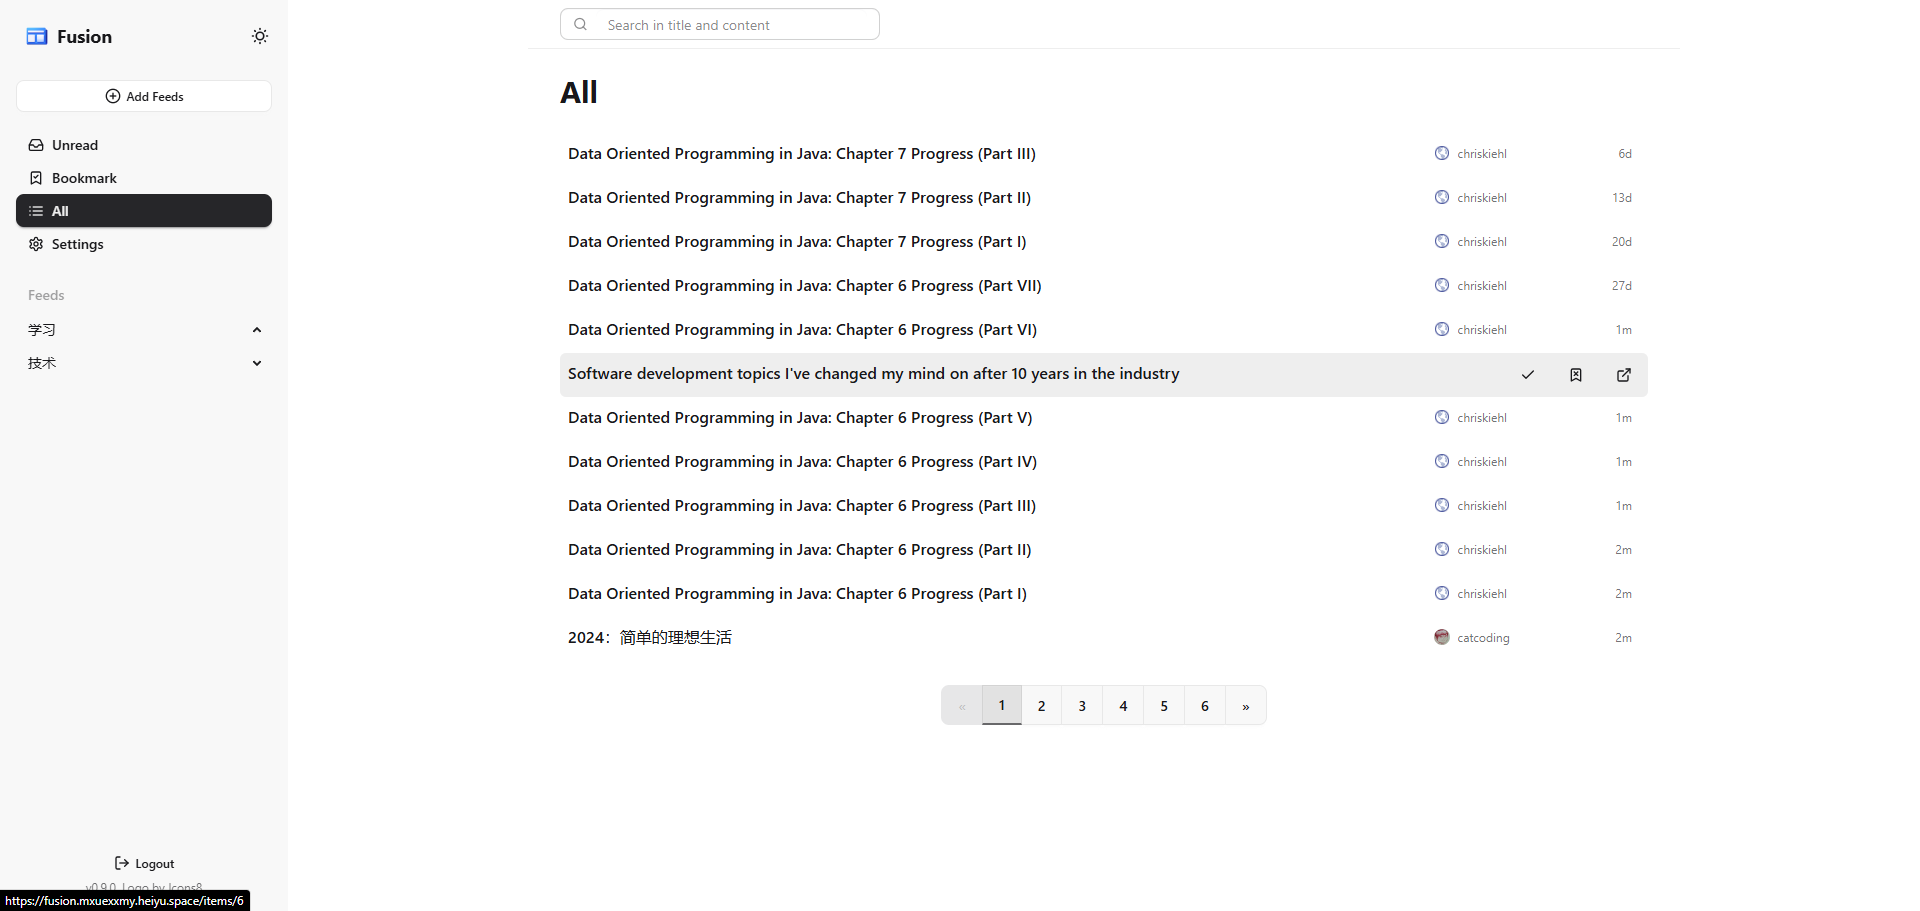 Fusion
Add Feeds
Unread
Bookmark
All
Settings
Feeds
学习
技术
Logout
v0.9.0. Logo by Icons8
https://fusion.mxuexxmy.heiyu.space/items/6
Search in title and content
All
Data Oriented Programming in Java: Chapter 7 Progress (Part III) chriskiehl 6d
Data Oriented Programming in Java: Chapter 7 Progress (Part II) chriskiehl 13d
Data Oriented Programming in Java: Chapter 7 Progress (Part I) chriskiehl 20d
Data Oriented Programming in Java: Chapter 6 Progress (Part VII) chriskiehl 27d
Data Oriented Programming in Java: Chapter 6 Progress (Part VI) chriskiehl 1m
Software development topics I've changed my mind on after 10 years in the industry
Data Oriented Programming in Java: Chapter 6 Progress (Part V) chriskiehl 1m
Data Oriented Programming in Java: Chapter 6 Progress (Part IV) chriskiehl 1m
Data Oriented Programming in Java: Chapter 6 Progress (Part III) chriskiehl 1m
Data Oriented Programming in Java: Chapter 6 Progress (Part II) chriskiehl 2m
Data Oriented Programming in Java: Chapter 6 Progress (Part I) chriskiehl 2m
2024：简单的理想生活 catcoding 2m
« 1 2 3 4 5 6 »